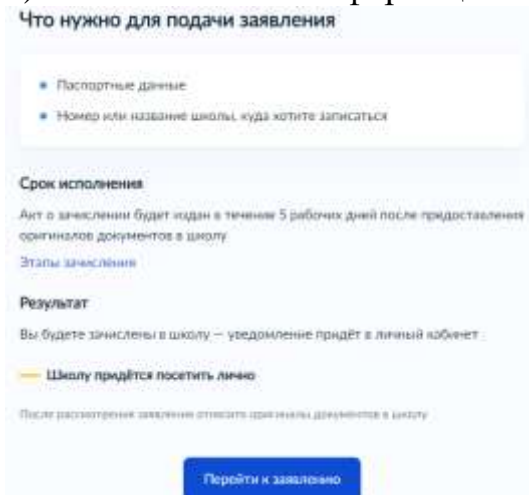 Что нужно для подачи заявления
Паспортные данные
Номер или название школы, куда хотите записаться
Срок исполнения
Акт о зачислении будет издан в течение 5 рабочих дней после предоставления
оригиналов документов в школу
Этапы зачисления
Результат
Вы будете зачислены в школу — уведомление придёт в личный кабинет
Школу придётся посетить лично
После рассмотрения заявления отнесите оригиналы документов в школу
Перейти к заявлению